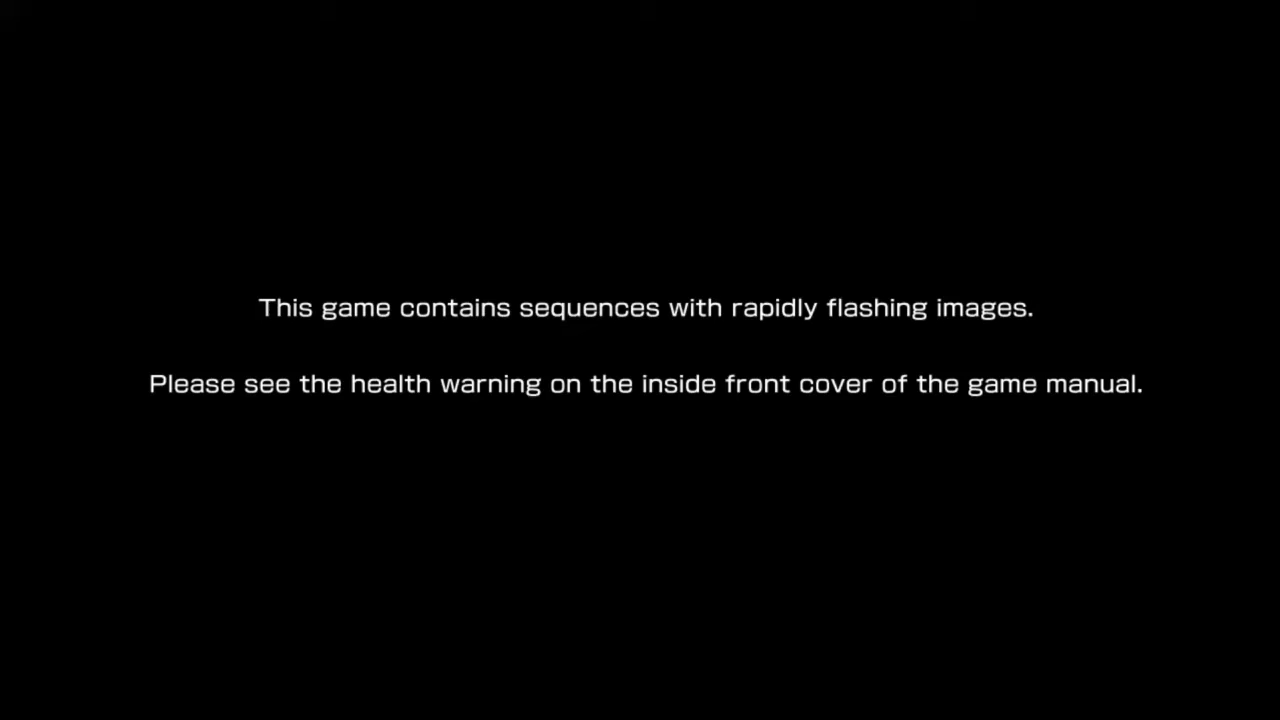 This game contains sequences with rapidly flashing images.
Please see the health warning on the inside front cover of the game manual.